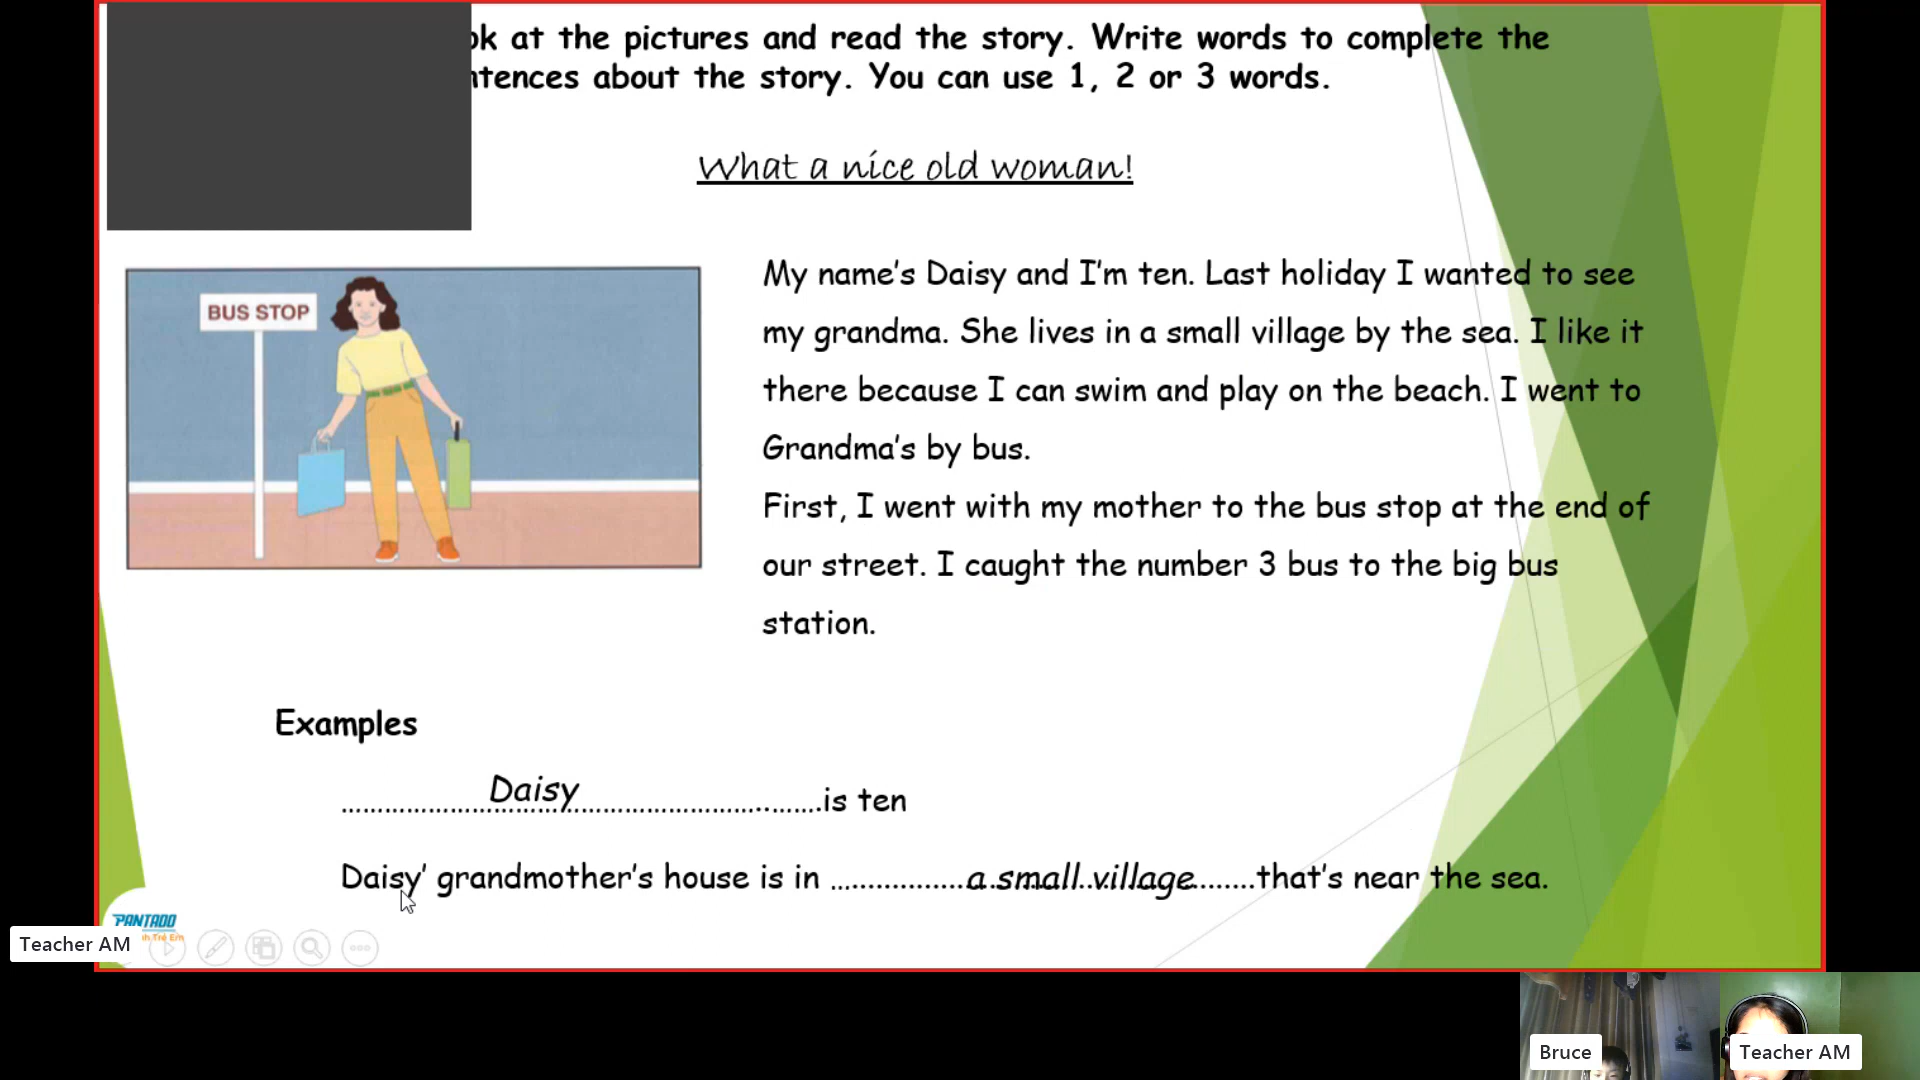 ok at the pictures and read the story. Write words to complete the
ntences about the story. You can use 1, 2 or 3 words.
What a nice old woman!
BUS STOP
My name's Daisy and I'm ten. Last holiday I wanted to see
my grandma. She lives in a small village by the sea. I like it
there because I can swim and play on the beach. I went to
Grandma's by bus.
First, I went with my mother to the bus stop at the end of
our street. I caught the number 3 bus to the big bus
station.
Examples
Daisy is ten
Daisy' grandmother's house is in a small village that's near the sea.
PANTADO
Teacher AM
Bruce
Teacher AM